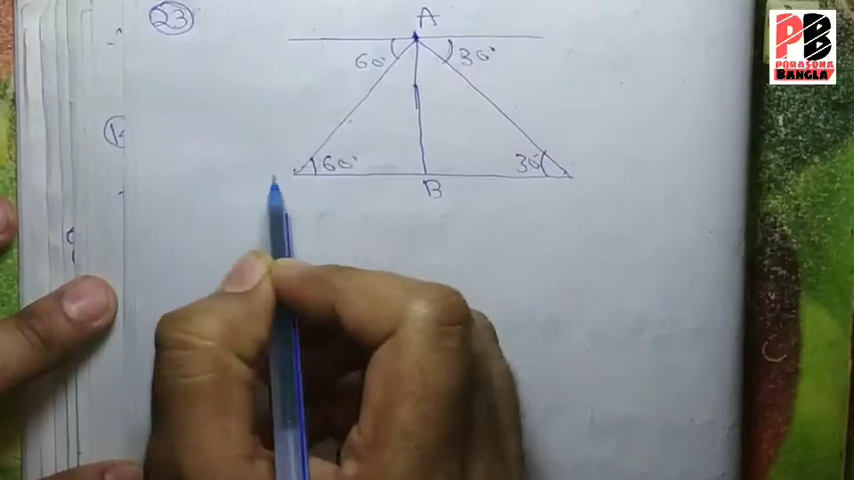 23
A
60° 30°
60° 30°
B
PB
PORASONA
BANGLA